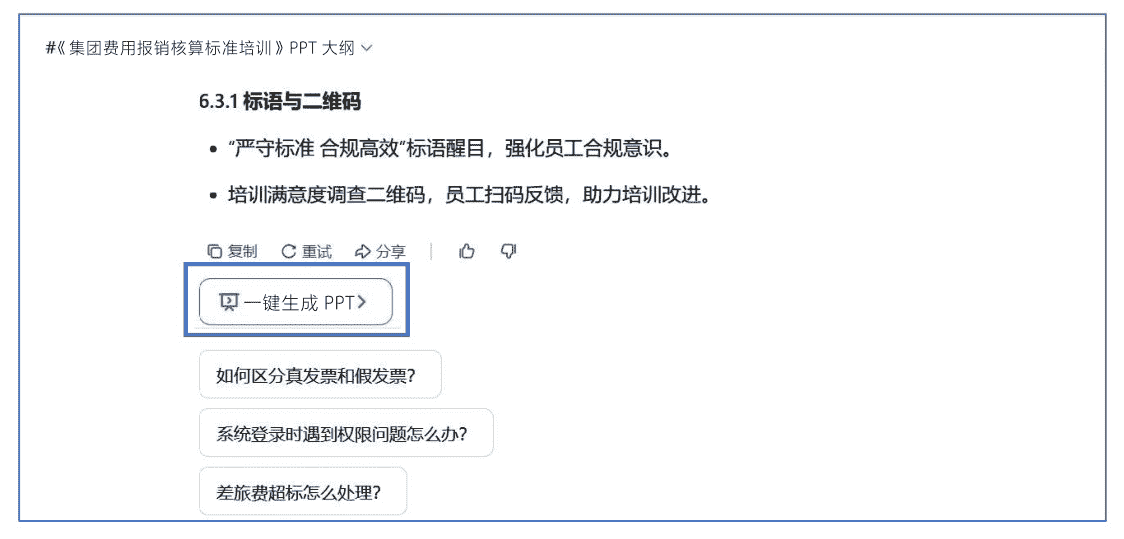 #《集团费用报销核算标准培训》PPT 大纲
6.3.1 标语与二维码
• “严守标准 合规高效”标语醒目，强化员工合规意识。
• 培训满意度调查二维码，员工扫码反馈，助力培训改进。
复制 重试 分享
一键生成 PPT>
如何区分真发票和假发票?
系统登录时遇到权限问题怎么办?
差旅费超标怎么处理?